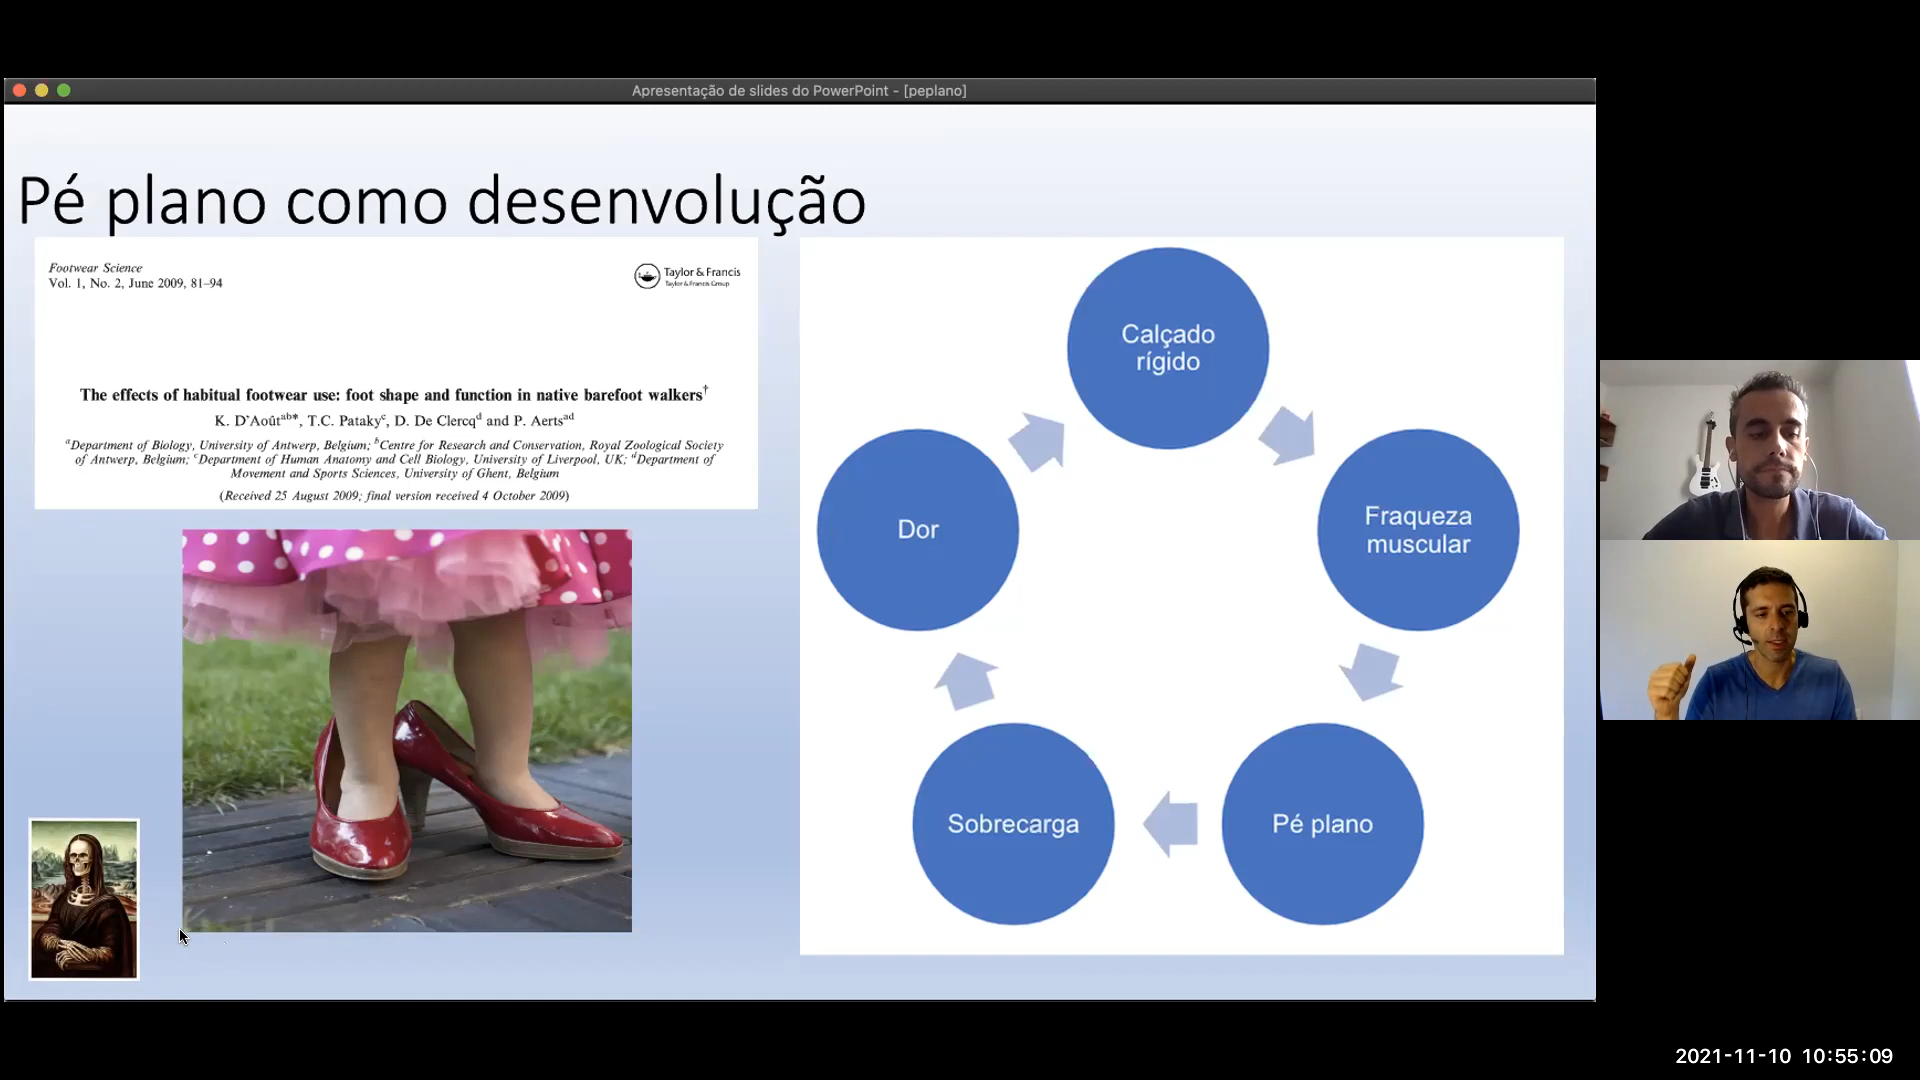 Apresentação de slides do PowerPoint - [peplano]
Pé plano como desenvolução
Footwear Science
Vol. 1, No. 2, June 2009, 81–94
Taylor & Francis
Taylor & Francis Group
The effects of habitual footwear use: foot shape and function in native barefoot walkers†
K. D'Aoûtab*, T.C. Patakyc, D. De Clercqd and P. Aertsad
aDepartment of Biology, University of Antwerp, Belgium; bCentre for Research and Conservation, Royal Zoological Society
of Antwerp, Belgium; cDepartment of Human Anatomy and Cell Biology, University of Liverpool, UK; dDepartment of
Movement and Sports Sciences, University of Ghent, Belgium
(Received 25 August 2009; final version received 4 October 2009)
Calçado
rígido
Fraqueza
muscular
Pé plano
Sobrecarga
Dor
2021-11-10 10:55:09